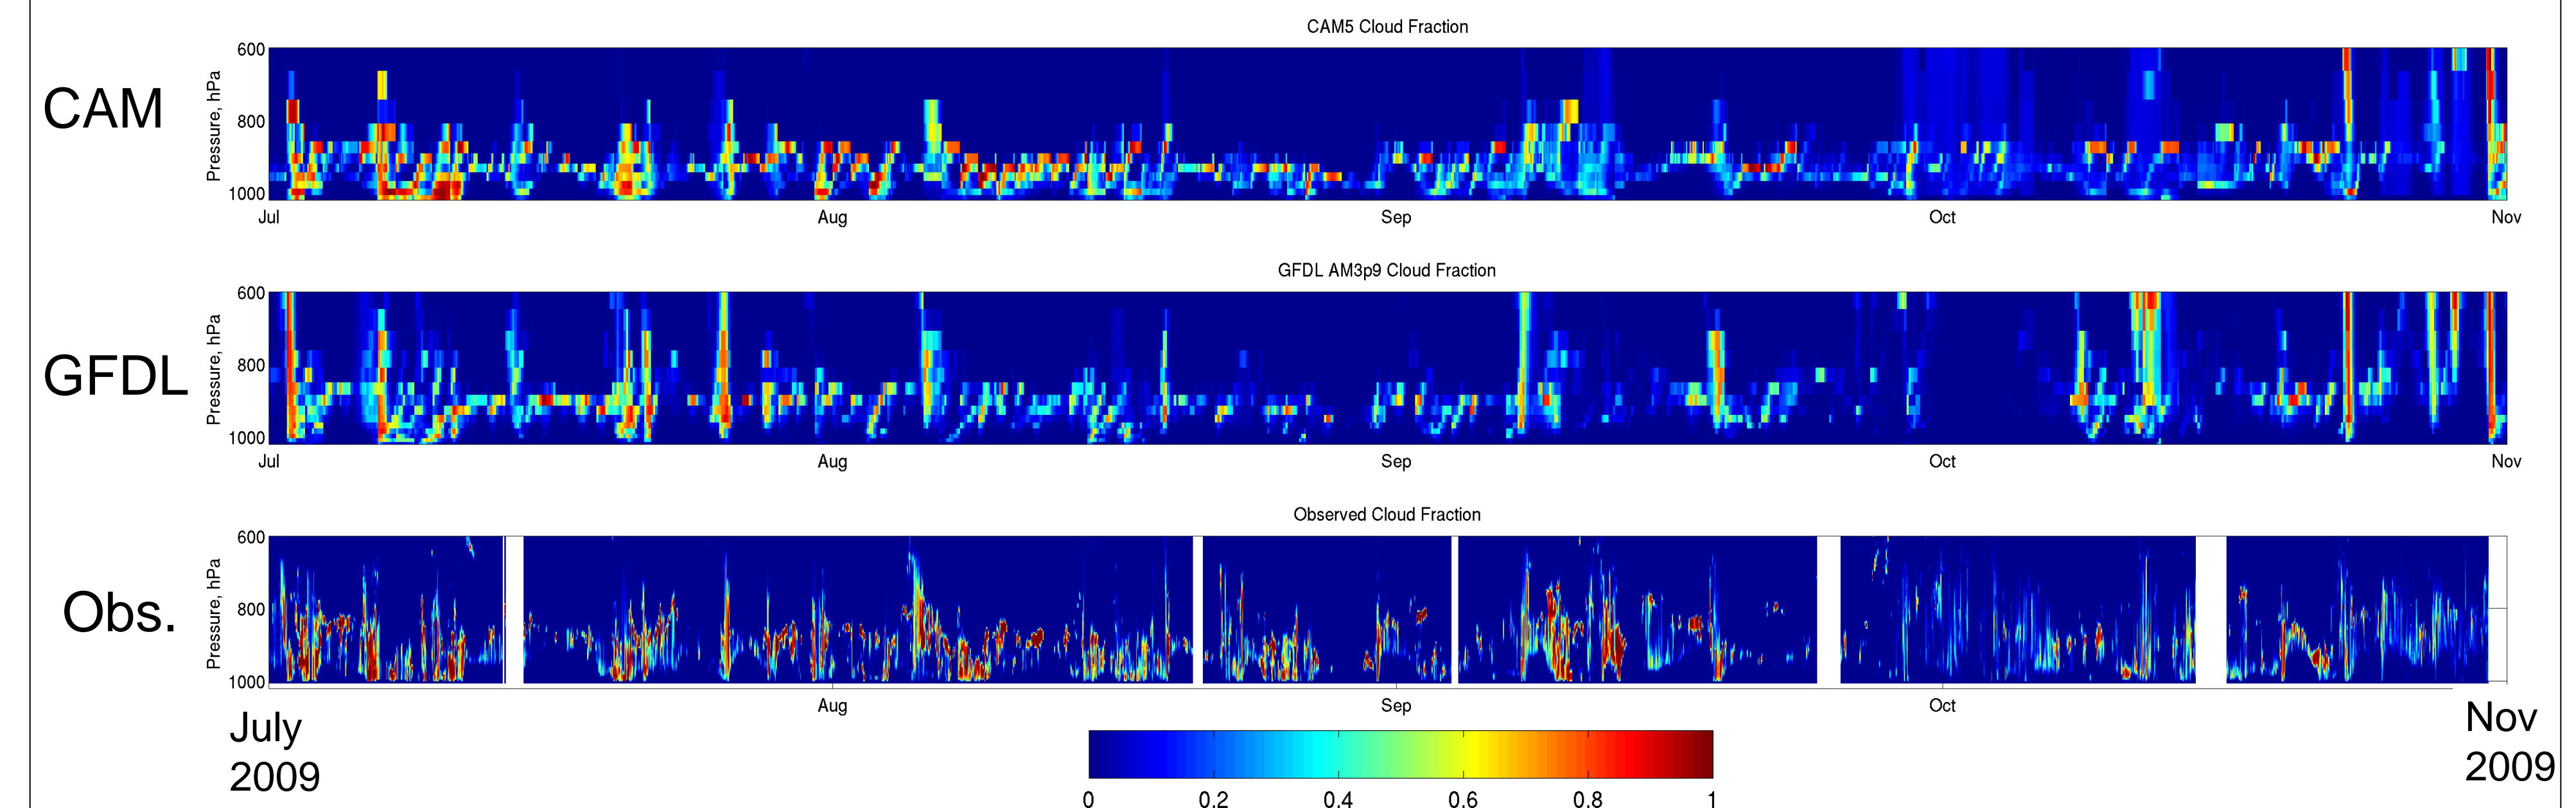 CAM5 Cloud Fraction
CAM
Pressure, hPa
600
800
1000
Jul Aug Sep Oct Nov
GFDL AM3p9 Cloud Fraction
GFDL
Pressure, hPa
600
800
1000
Jul Aug Sep Oct Nov
Observed Cloud Fraction
Obs.
Pressure, hPa
600
800
1000
Aug Sep Oct
July
2009
Nov
2009
0 0.2 0.4 0.6 0.8 1